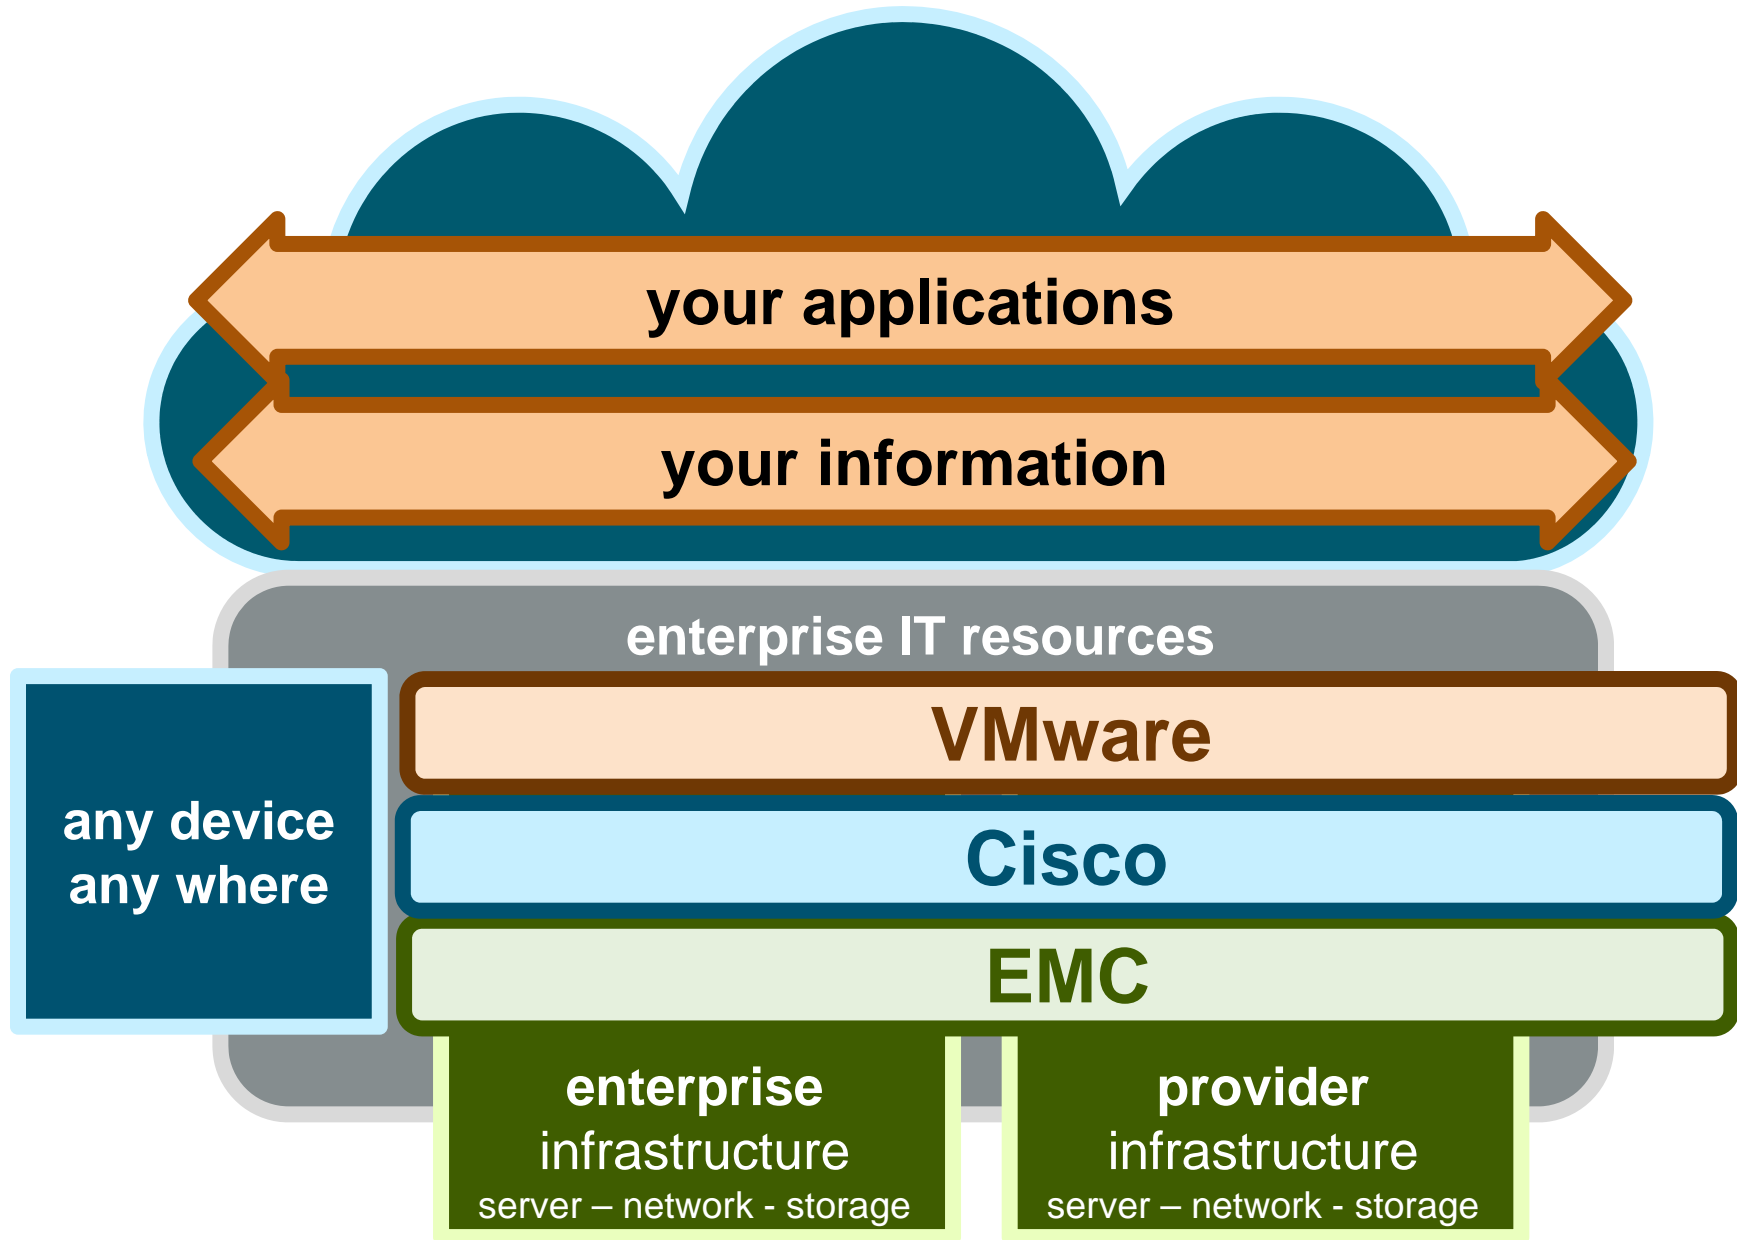 your applications
your information
enterprise IT resources
VMware
any device
any where
Cisco
EMC
enterprise
infrastructure
server – network - storage
provider
infrastructure
server – network - storage